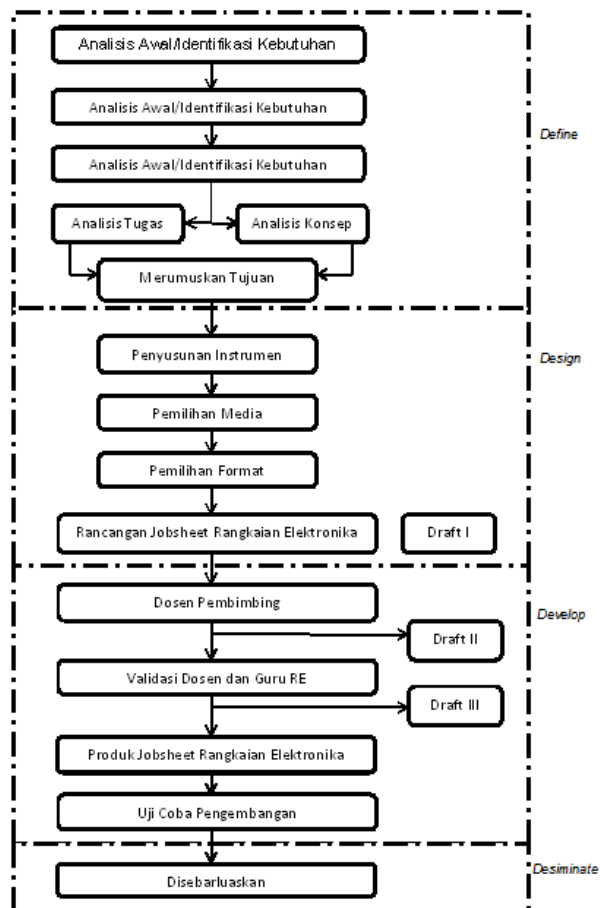 Analisis Awal/Identifikasi Kebutuhan
Analisis Awal/Identifikasi Kebutuhan
Define
Analisis Awal/Identifikasi Kebutuhan
Analisis Tugas
Analisis Konsep
Merumuskan Tujuan
Penyusunan Instrumen
Design
Pemilihan Media
Pemilihan Format
Rancangan Jobsheet Rangkaian Elektronika
Draft I
Dosen Pembimbing
Develop
Draft II
Validasi Dosen dan Guru RE
Draft III
Produk Jobsheet Rangkaian Elektronika
Uji Coba Pengembangan
Desiminate
Disebarluaskan